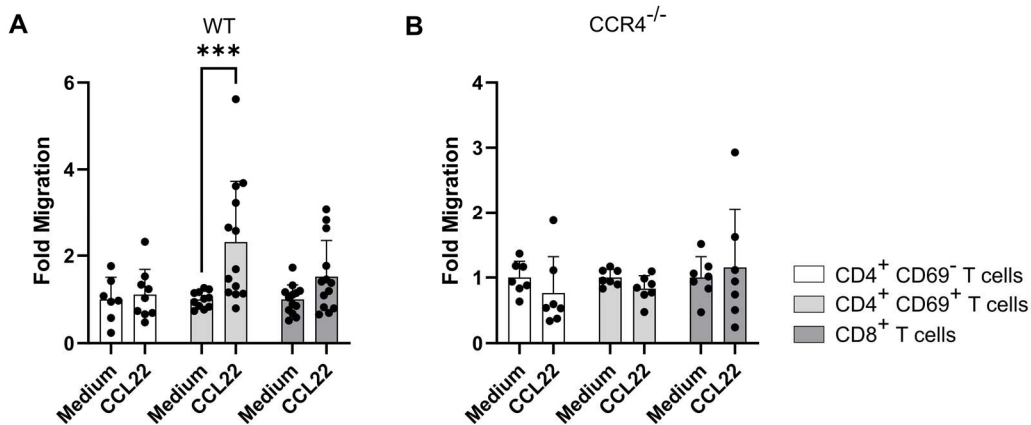 A
WT
***
Fold Migration
6
4
2
0
Medium
CCL22
Medium
CCL22
Medium
CCL22
B
CCR4-/-
Fold Migration
4
3
2
1
0
Medium
CCL22
Medium
CCL22
Medium
CCL22
CD4+ CD69- T cells
CD4+ CD69+ T cells
CD8+ T cells